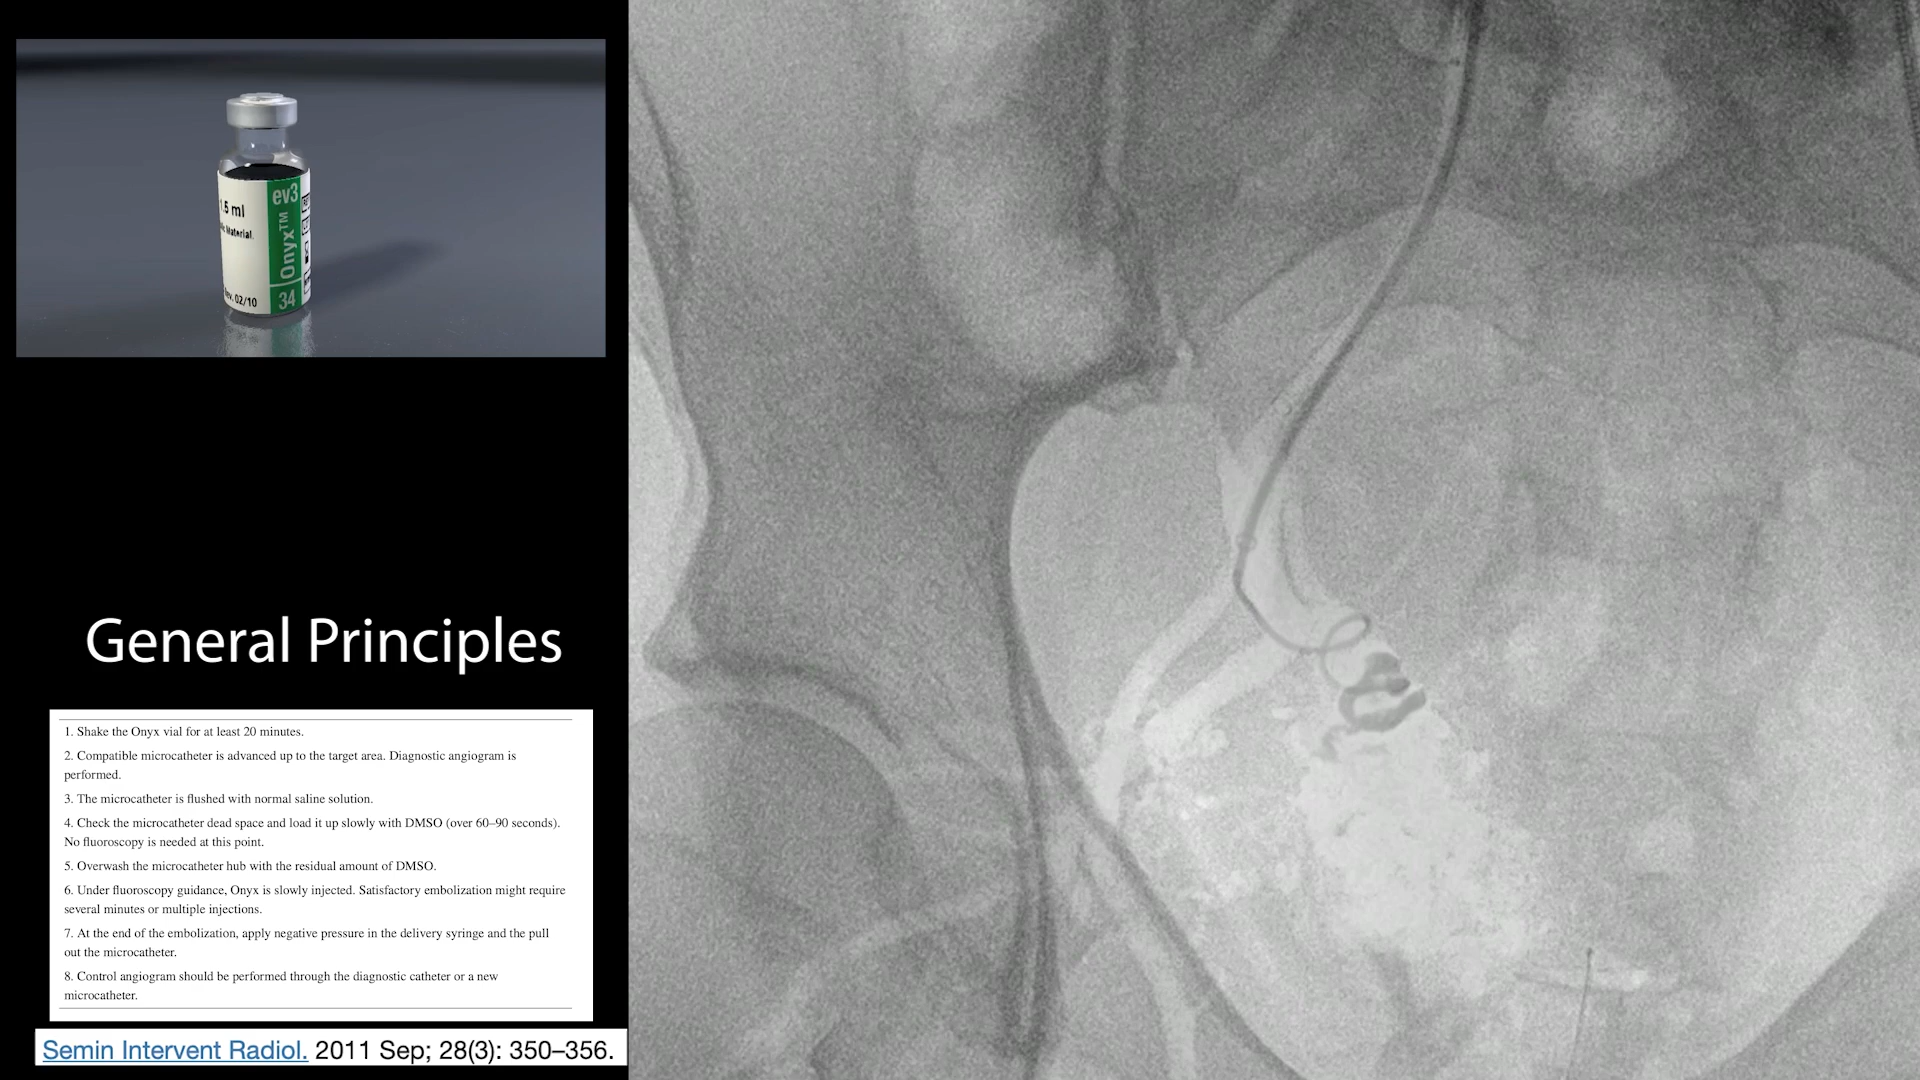 1.5 ml
Material.
Rev. 02/10
ev3
Onyx™
34
General Principles
1. Shake the Onyx vial for at least 20 minutes.
2. Compatible microcatheter is advanced up to the target area. Diagnostic angiogram is
performed.
3. The microcatheter is flushed with normal saline solution.
4. Check the microcatheter dead space and load it up slowly with DMSO (over 60–90 seconds).
No fluoroscopy is needed at this point.
5. Overwash the microcatheter hub with the residual amount of DMSO.
6. Under fluoroscopy guidance, Onyx is slowly injected. Satisfactory embolization might require
several minutes or multiple injections.
7. At the end of the embolization, apply negative pressure in the delivery syringe and the pull
out the microcatheter.
8. Control angiogram should be performed through the diagnostic catheter or a new
microcatheter.
Semin Intervent Radiol. 2011 Sep; 28(3): 350–356.